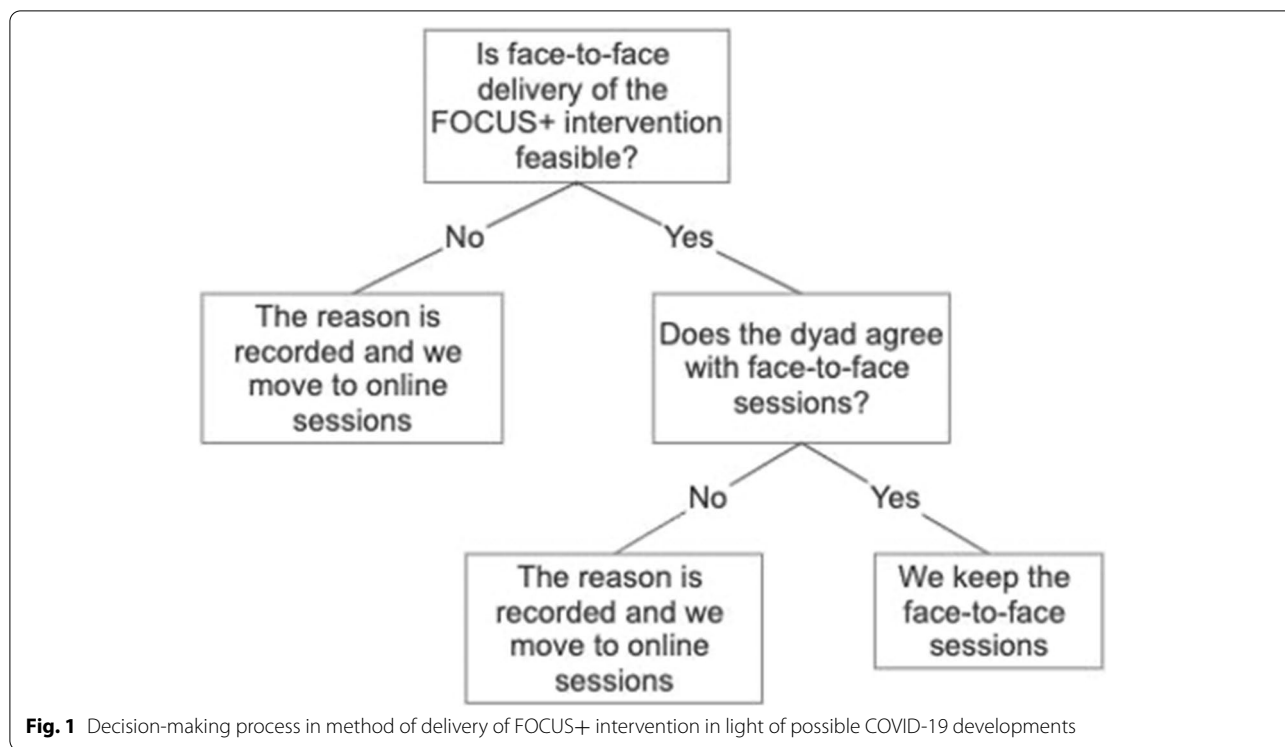 Is face-to-face
delivery of the
FOCUS+ intervention
feasible?
No
Yes
The reason is
recorded and we
move to online
sessions
Does the dyad agree
with face-to-face
sessions?
No
Yes
The reason is
recorded and we
move to online
sessions
We keep the
face-to-face
sessions
Fig. 1 Decision-making process in method of delivery of FOCUS+ intervention in light of possible COVID-19 developments